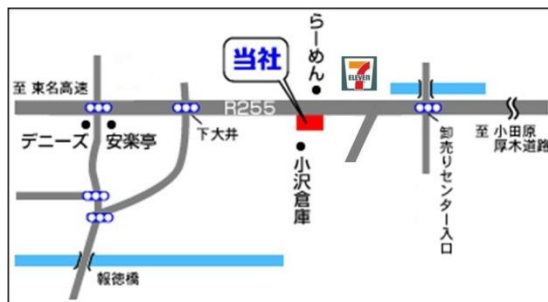 当社
らーめん
7
ELEVEN
至 東名高速
R255
デニーズ
安楽亭
下大井
小沢倉庫
卸売りセンター入口
至 小田原
厚木道路
報徳橋